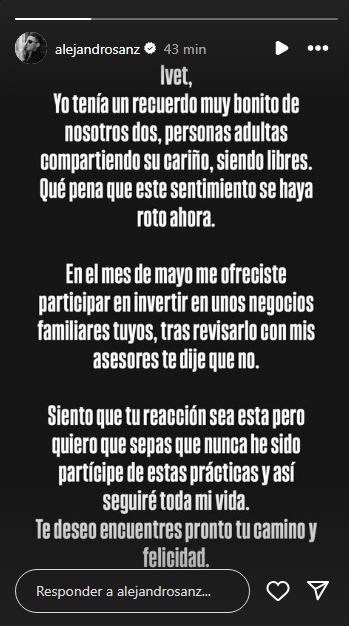 alejandrosanz 43 min
Ivet,
Yo tenía un recuerdo muy bonito de
nosotros dos, personas adultas
compartiendo su cariño, siendo libres.
Qué pena que este sentimiento se haya
roto ahora.
En el mes de mayo me ofreciste
participar en invertir en unos negocios
familiares tuyos, tras revisarlo con mis
asesores te dije que no.
Siento que tu reacción sea esta pero
quiero que sepas que nunca he sido
partícipe de estas prácticas y así
seguiré toda mi vida.
Te deseo encuentres pronto tu camino y
felicidad.
Responder a alejandrosanz...